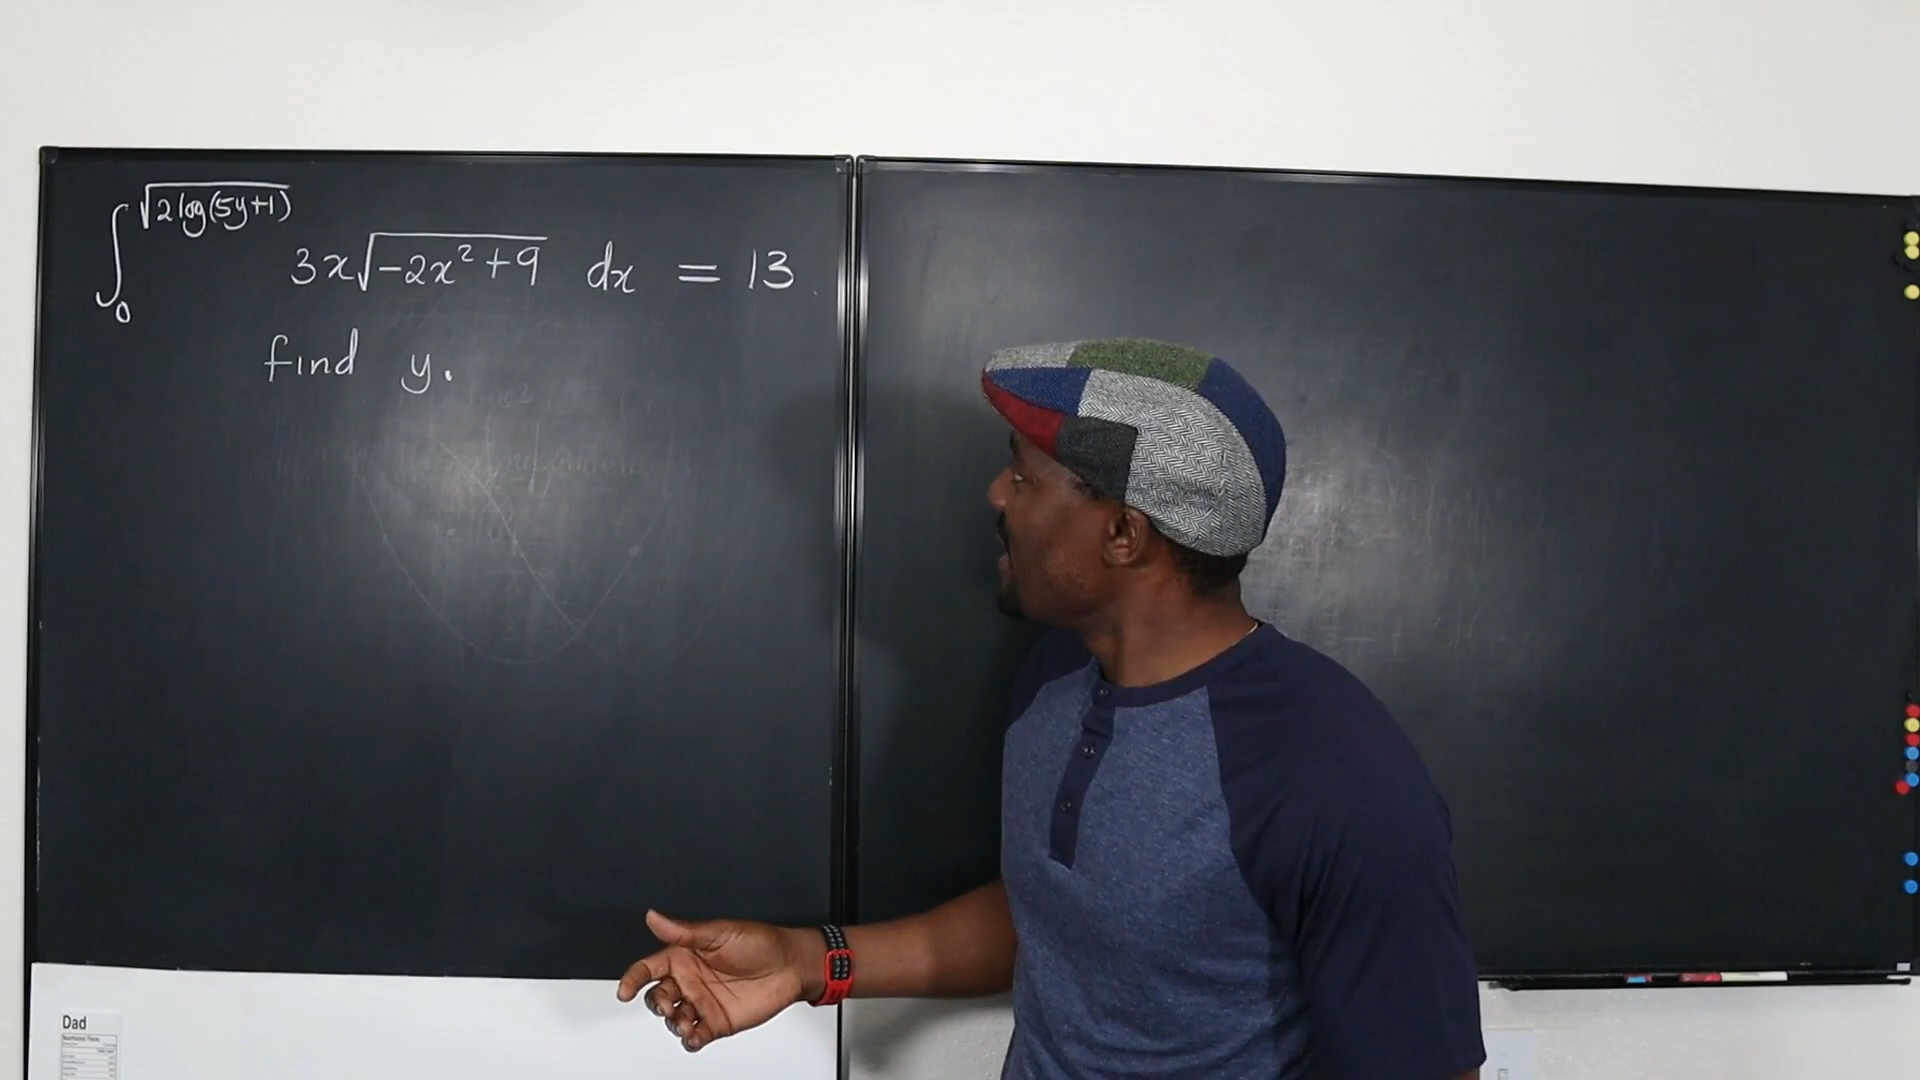 ∫₀^√(2log(5y+1)) 3x√(-2x²+9) dx = 13
find y.
Dad